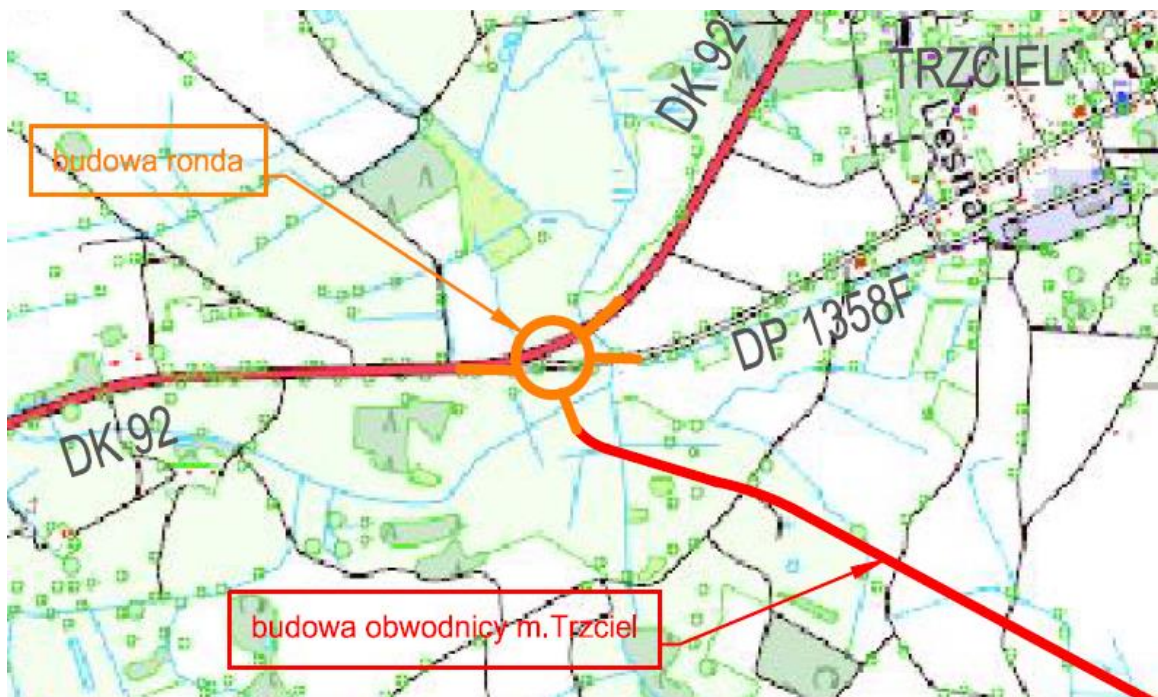 DK 92
TRZCIEL
Leśna
budowa ronda
DP 1358F
DK 92
budowa obwodnicy m.Trzciel